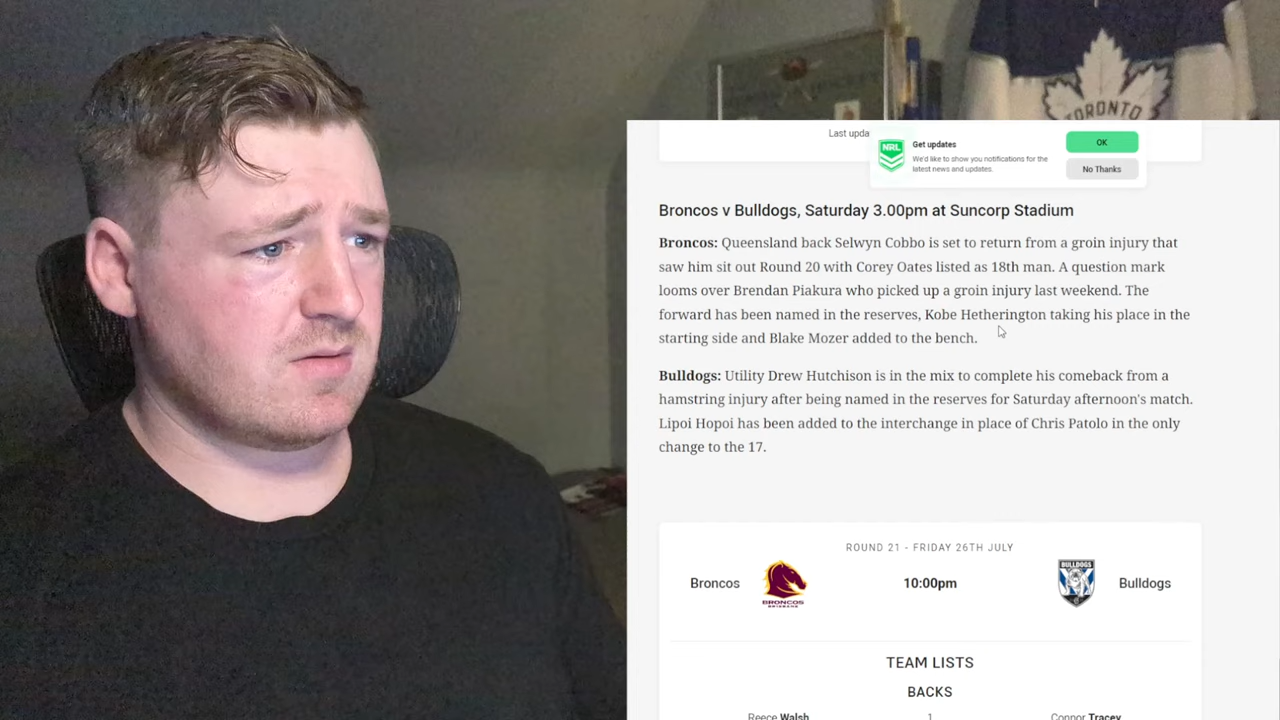 TORONTO
Last upda
NRL
Get updates
We'd like to show you notifications for the
latest news and updates.
OK
No Thanks
Broncos v Bulldogs, Saturday 3.00pm at Suncorp Stadium
Broncos: Queensland back Selwyn Cobbo is set to return from a groin injury that
saw him sit out Round 20 with Corey Oates listed as 18th man. A question mark
looms over Brendan Piakura who picked up a groin injury last weekend. The
forward has been named in the reserves, Kobe Hetherington taking his place in the
starting side and Blake Mozer added to the bench.
Bulldogs: Utility Drew Hutchison is in the mix to complete his comeback from a
hamstring injury after being named in the reserves for Saturday afternoon's match.
Lipoi Hopoi has been added to the interchange in place of Chris Patolo in the only
change to the 17.
ROUND 21 - FRIDAY 26TH JULY
Broncos
BRONCOS
BRISBANE
10:00pm
BULLDOGS
Bulldogs
TEAM LISTS
BACKS
Reece Walsh 1 Connor Tracey